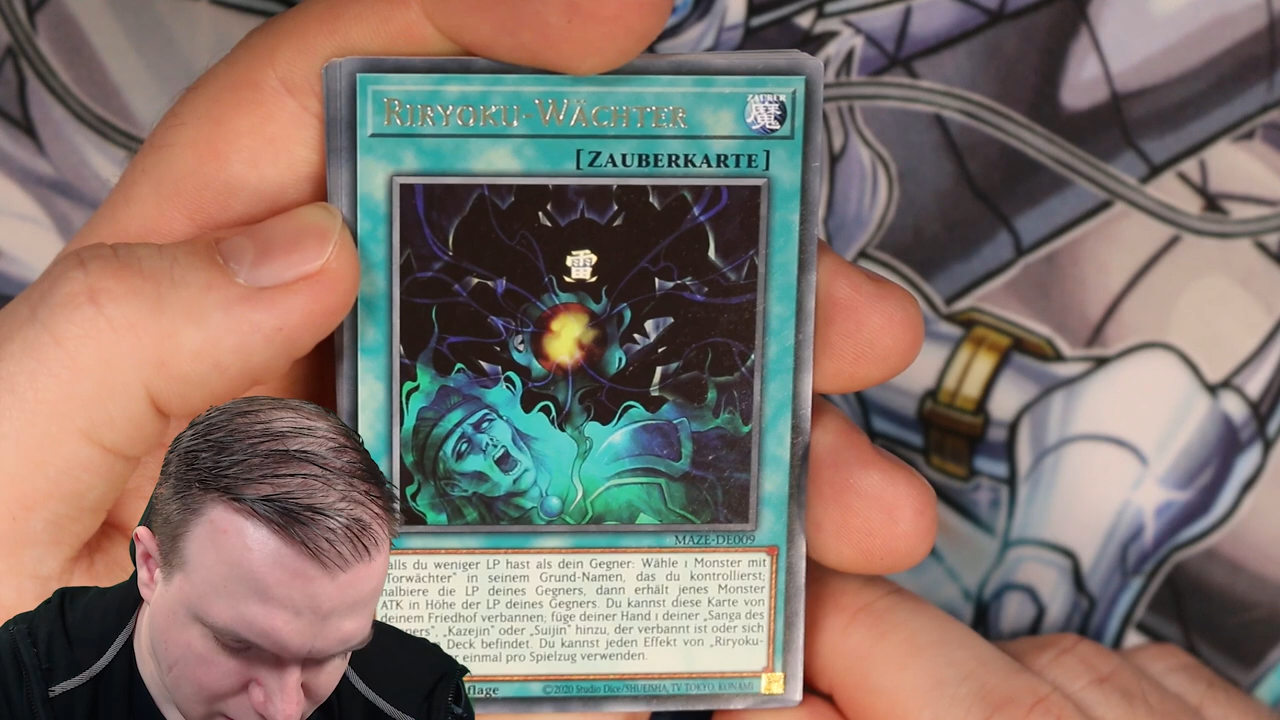 RIRYOKU-WÄCHTER
ZAUBER
魔
[ZAUBERKARTE]
雷
MAZE-DE009
alls du weniger LP hast als dein Gegner: Wähle 1 Monster mit
Torwächter" in seinem Grund-Namen, das du kontrollierst;
halbiere die LP deines Gegners, dann erhält jenes Monster
ATK in Höhe der LP deines Gegners. Du kannst diese Karte von
deinem Friedhof verbannen; füge deiner Hand 1 deiner „Sanga des
ners", „Kazejin" oder „Suijin" hinzu, der verbannt ist oder sich
Deck befindet. Du kannst jeden Effekt von „Riryoku-
r einmal pro Spielzug verwenden.
flage ©2020 Studio Dice/SHUEISHA, TV TOKYO, KONAMI